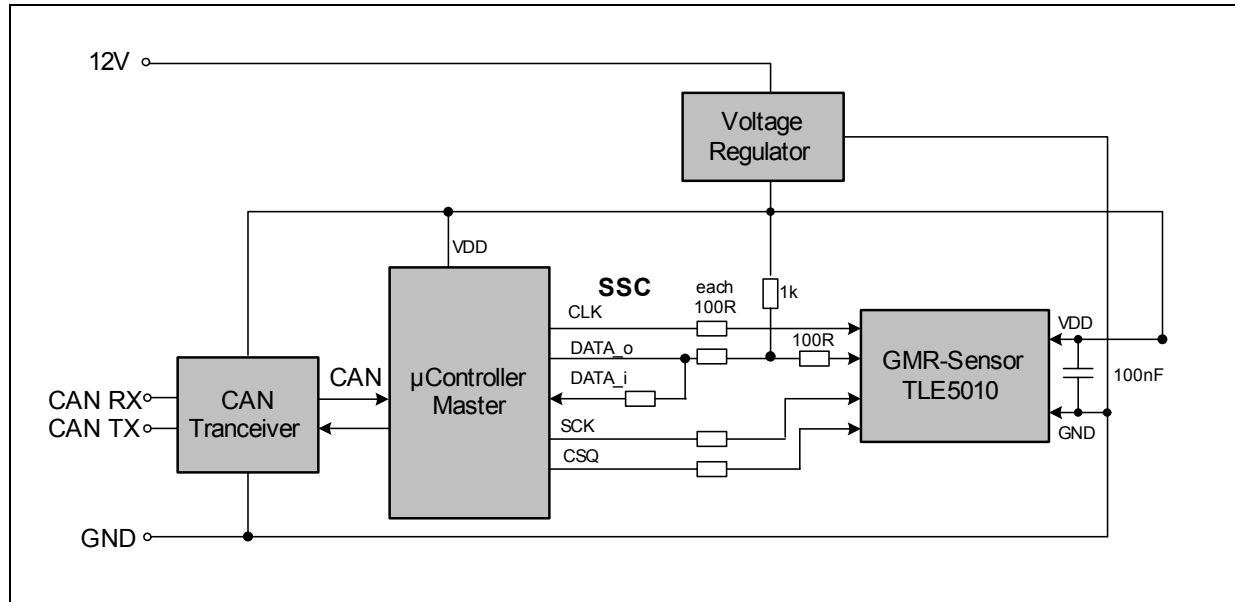 12V
Voltage
Regulator
VDD
SSC
each
100R
1k
CLK
VDD
DATA_o
100R
GMR-Sensor
TLE5010
100nF
DATA_i
CAN
µController
Master
CAN RX
CAN TX
CAN
Tranceiver
SCK
GND
CSQ
GND